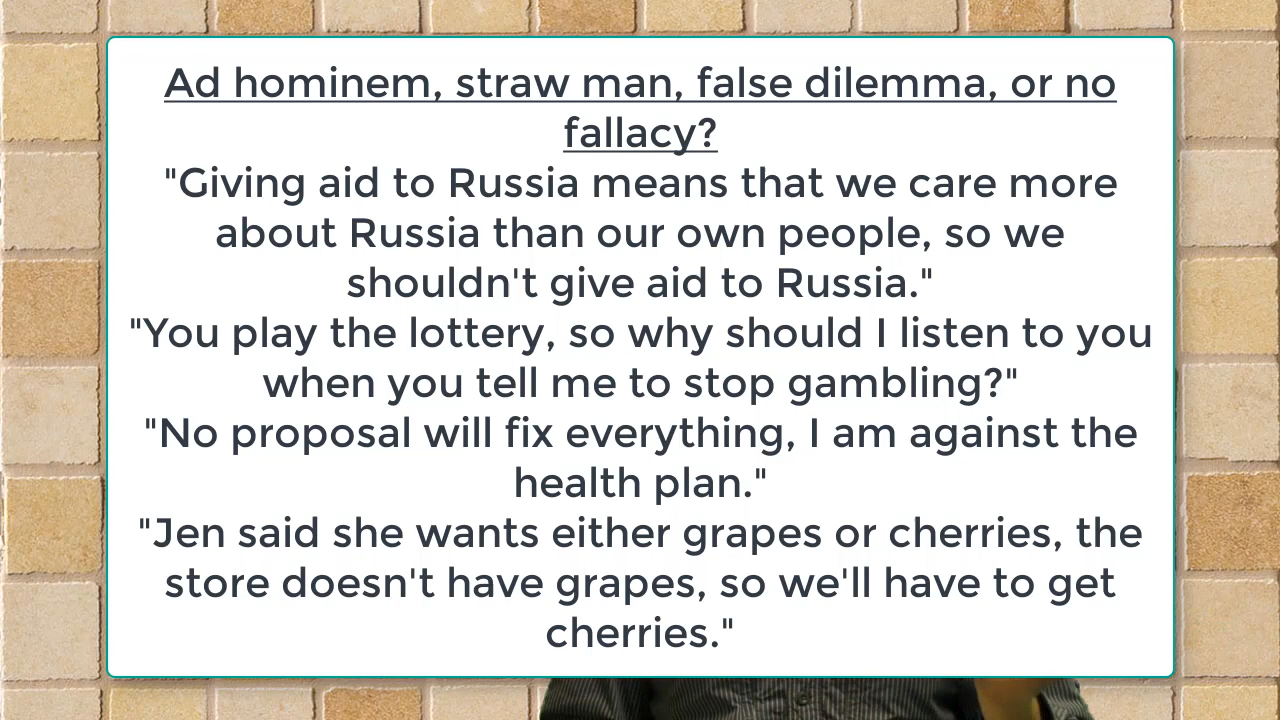 Ad hominem, straw man, false dilemma, or no
fallacy?
"Giving aid to Russia means that we care more
about Russia than our own people, so we
shouldn't give aid to Russia."
"You play the lottery, so why should I listen to you
when you tell me to stop gambling?"
"No proposal will fix everything, I am against the
health plan."
"Jen said she wants either grapes or cherries, the
store doesn't have grapes, so we'll have to get
cherries."